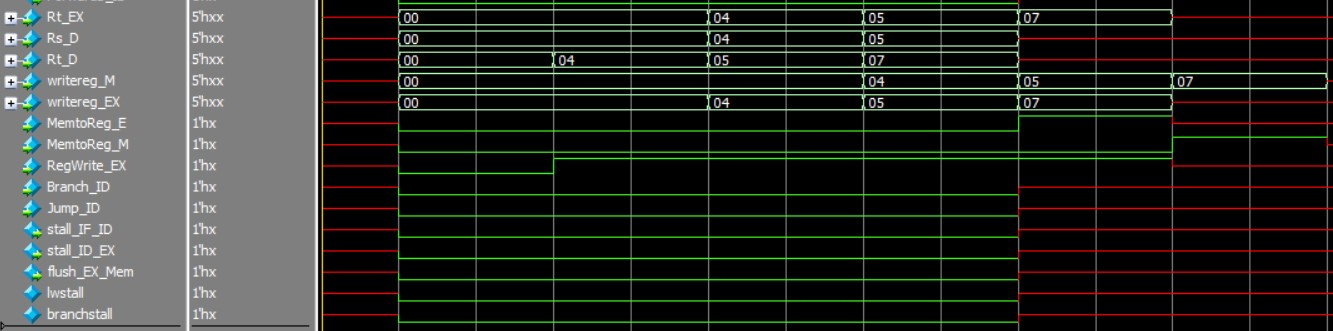 Rt_EX 5'hxx 00 04 05 07
Rs_D 5'hxx 00 04 05
Rt_D 5'hxx 00 04 05 07
writereg_M 5'hxx 00 04 05 07
writereg_EX 5'hxx 00 04 05 07
MemtoReg_E 1'hx
MemtoReg_M 1'hx
RegWrite_EX 1'hx
Branch_ID 1'hx
Jump_ID 1'hx
stall_IF_ID 1'hx
stall_ID_EX 1'hx
flush_EX_Mem 1'hx
lwstall 1'hx
branchstall 1'hx